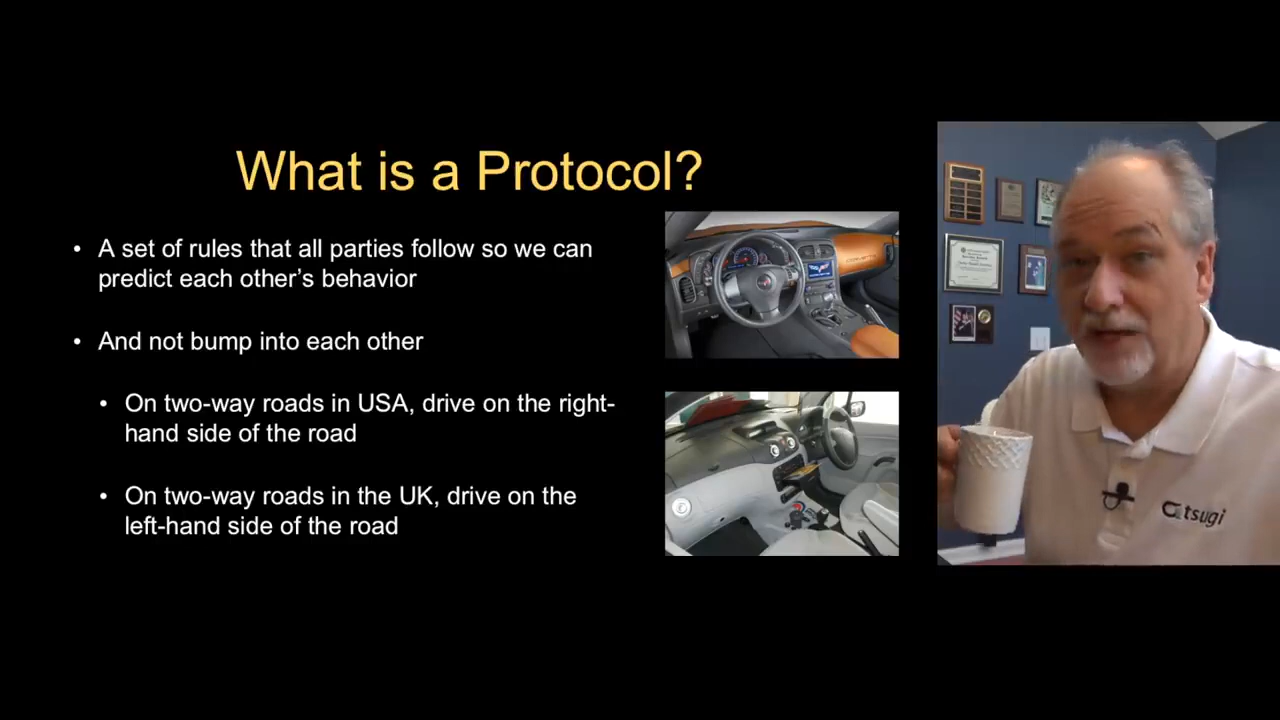 What is a Protocol?
• A set of rules that all parties follow so we can
predict each other's behavior
• And not bump into each other
• On two-way roads in USA, drive on the right-
hand side of the road
• On two-way roads in the UK, drive on the
left-hand side of the road
tsugi